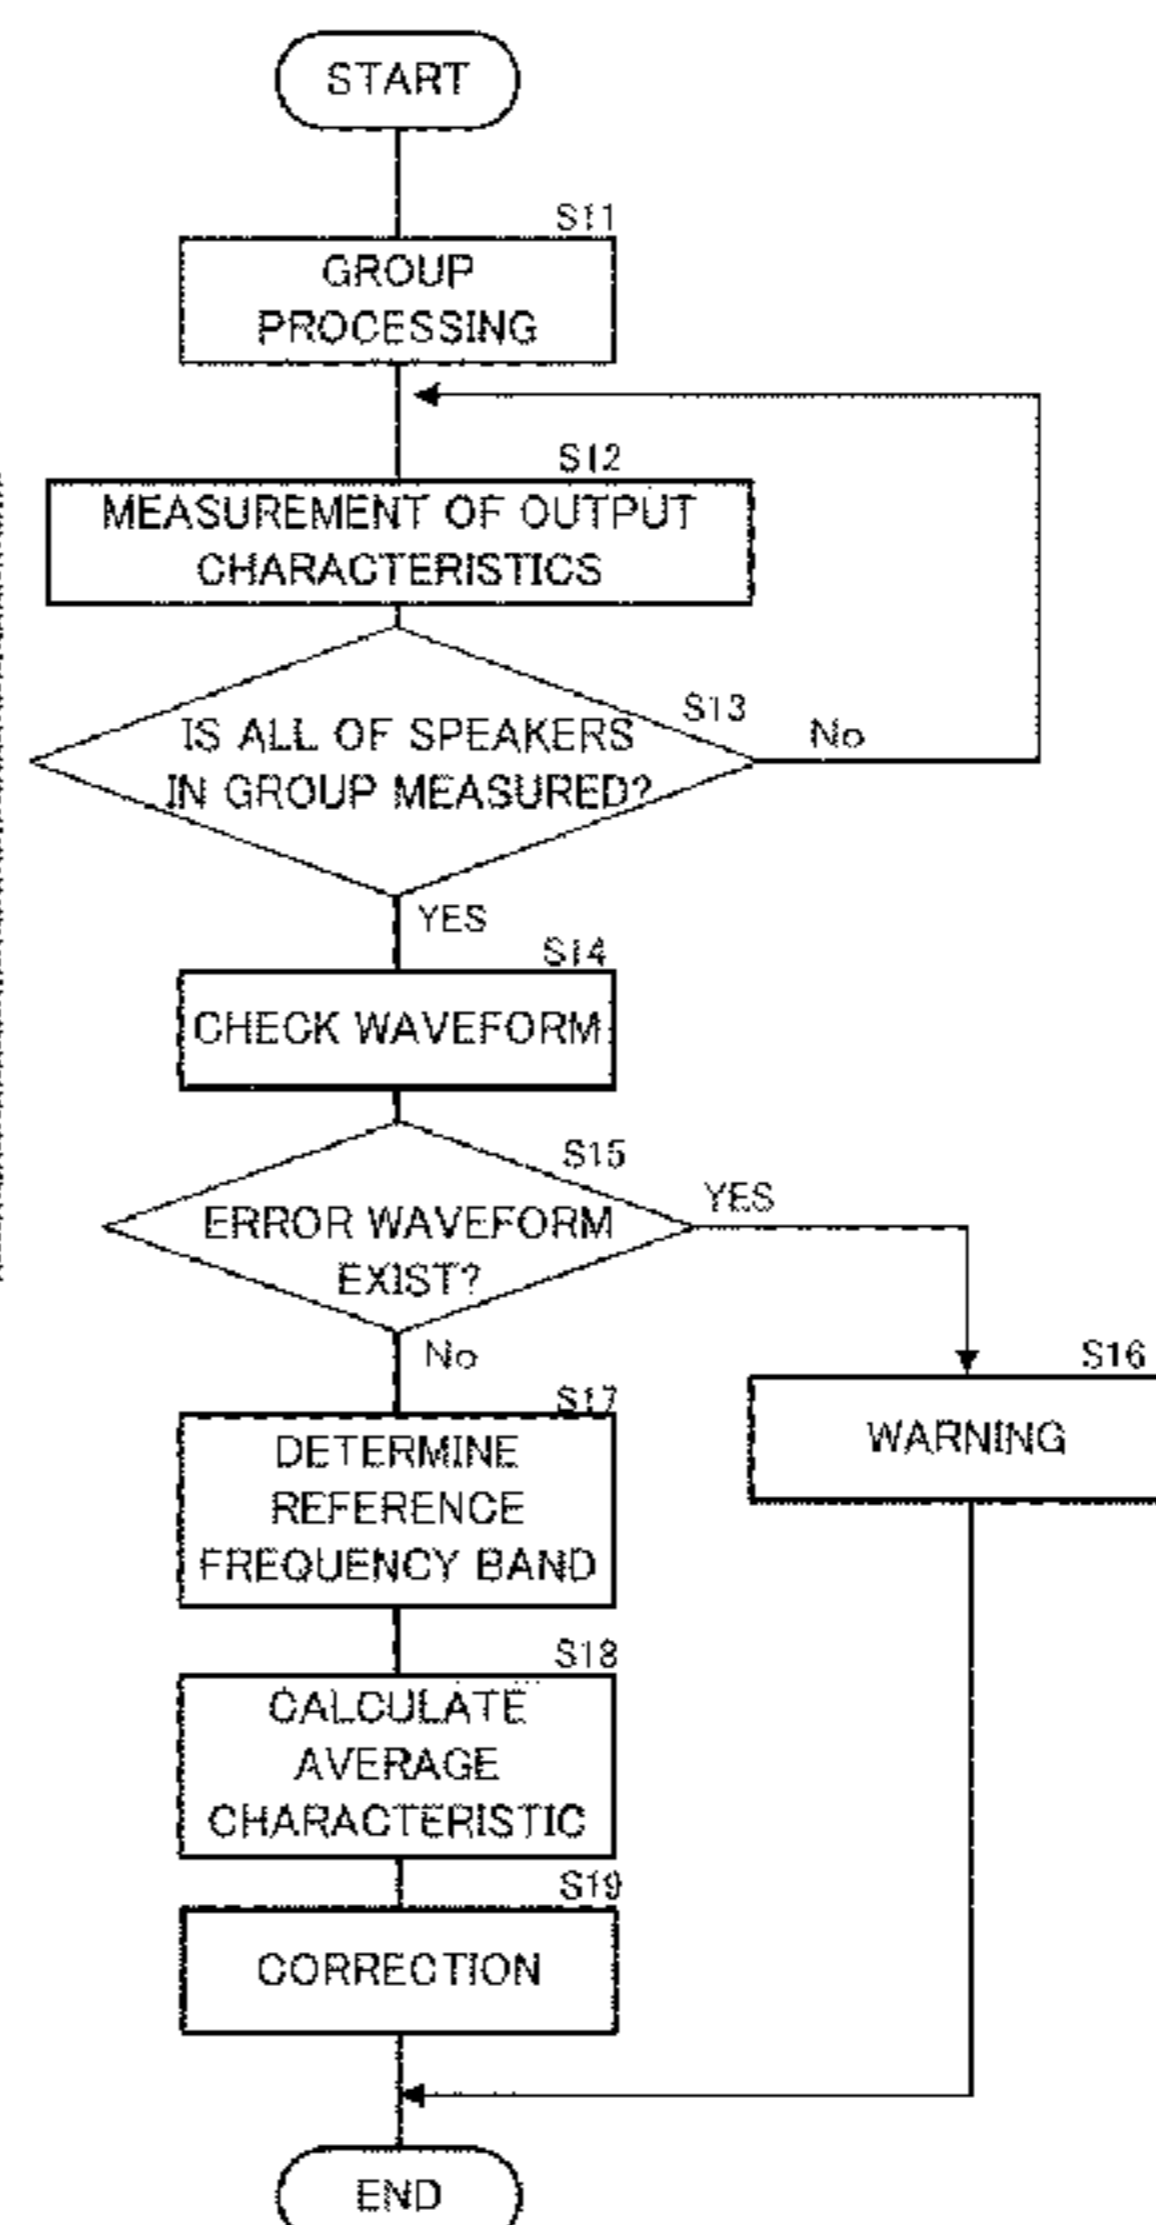 START
S11
GROUP
PROCESSING
S12
MEASUREMENT OF OUTPUT
CHARACTERISTICS
S13
IS ALL OF SPEAKERS
IN GROUP MEASURED?
No
YES
S14
CHECK WAVEFORM
S15
ERROR WAVEFORM
EXIST?
YES
No
S16
WARNING
S17
DETERMINE
REFERENCE
FREQUENCY BAND
S18
CALCULATE
AVERAGE
CHARACTERISTIC
S19
CORRECTION
END